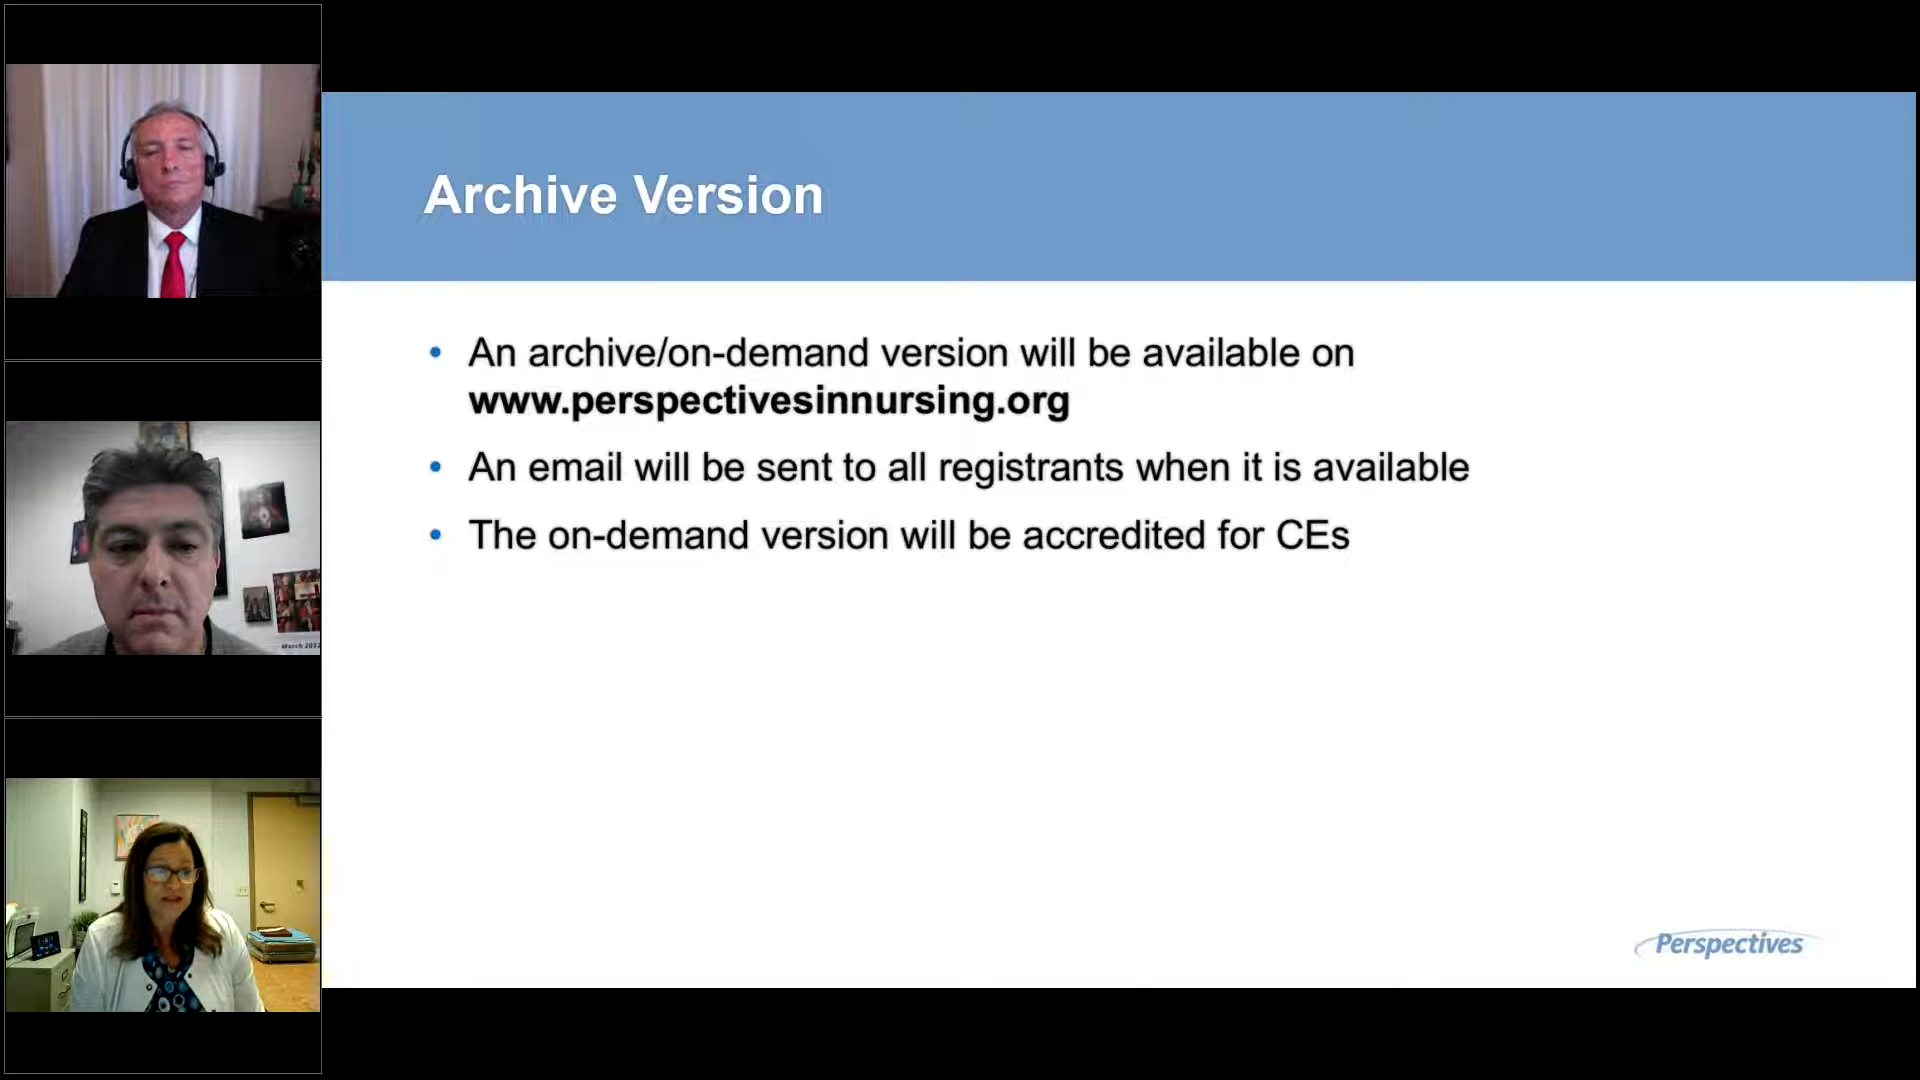 Archive Version
• An archive/on-demand version will be available on
www.perspectivesinnursing.org
• An email will be sent to all registrants when it is available
• The on-demand version will be accredited for CEs
Perspectives